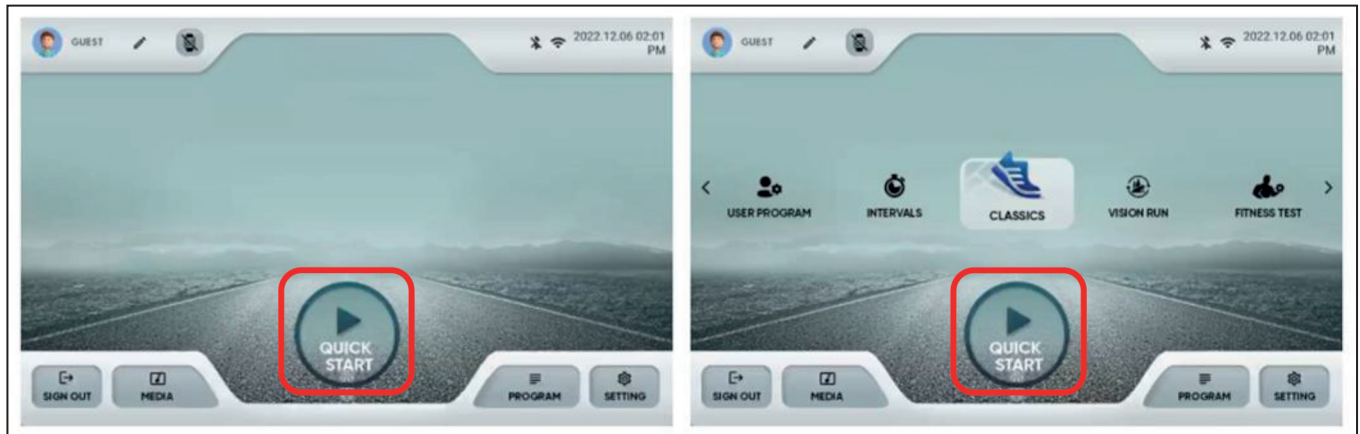 GUEST
2022.12.06 02:01
PM
QUICK
START
SIGN OUT
MEDIA
PROGRAM
SETTING
GUEST
2022.12.06 02:01
PM
USER PROGRAM
INTERVALS
CLASSICS
VISION RUN
FITNESS TEST
QUICK
START
SIGN OUT
MEDIA
PROGRAM
SETTING